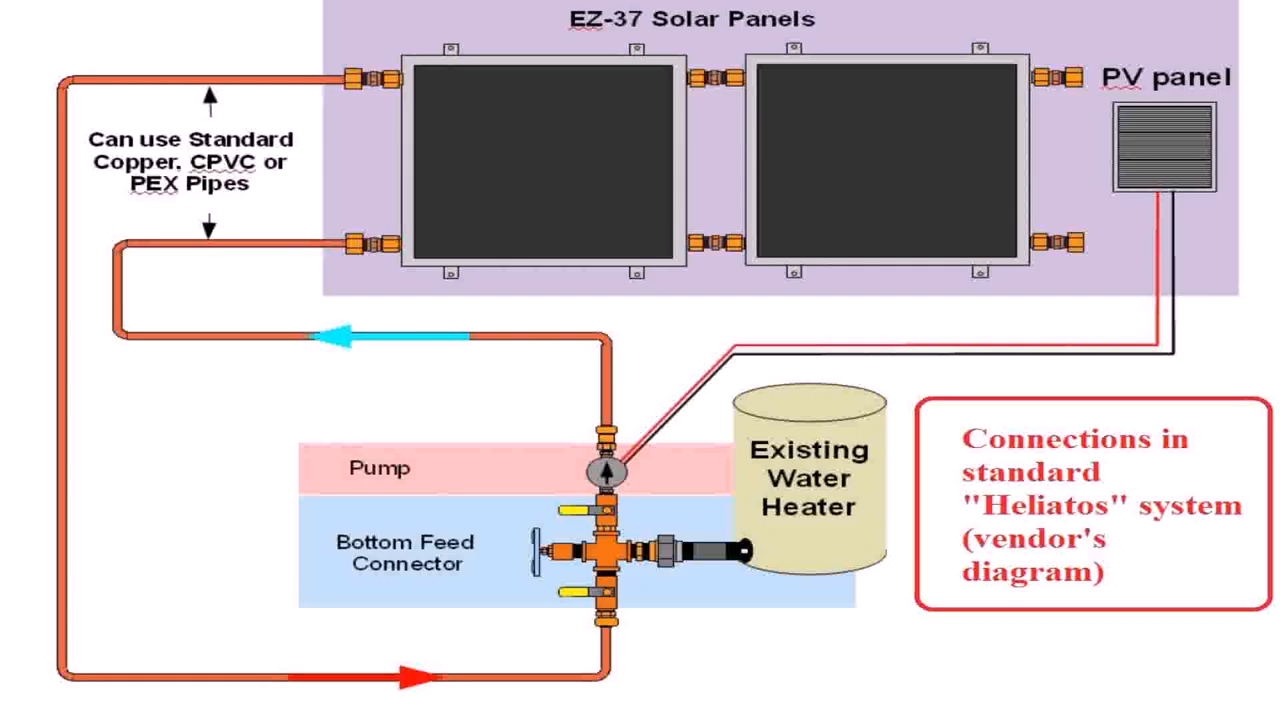 EZ-37 Solar Panels
PV panel
Can use Standard
Copper, CPVC or
PEX Pipes
Pump
Bottom Feed
Connector
Existing
Water
Heater
Connections in
standard
"Heliatos" system
(vendor's
diagram)